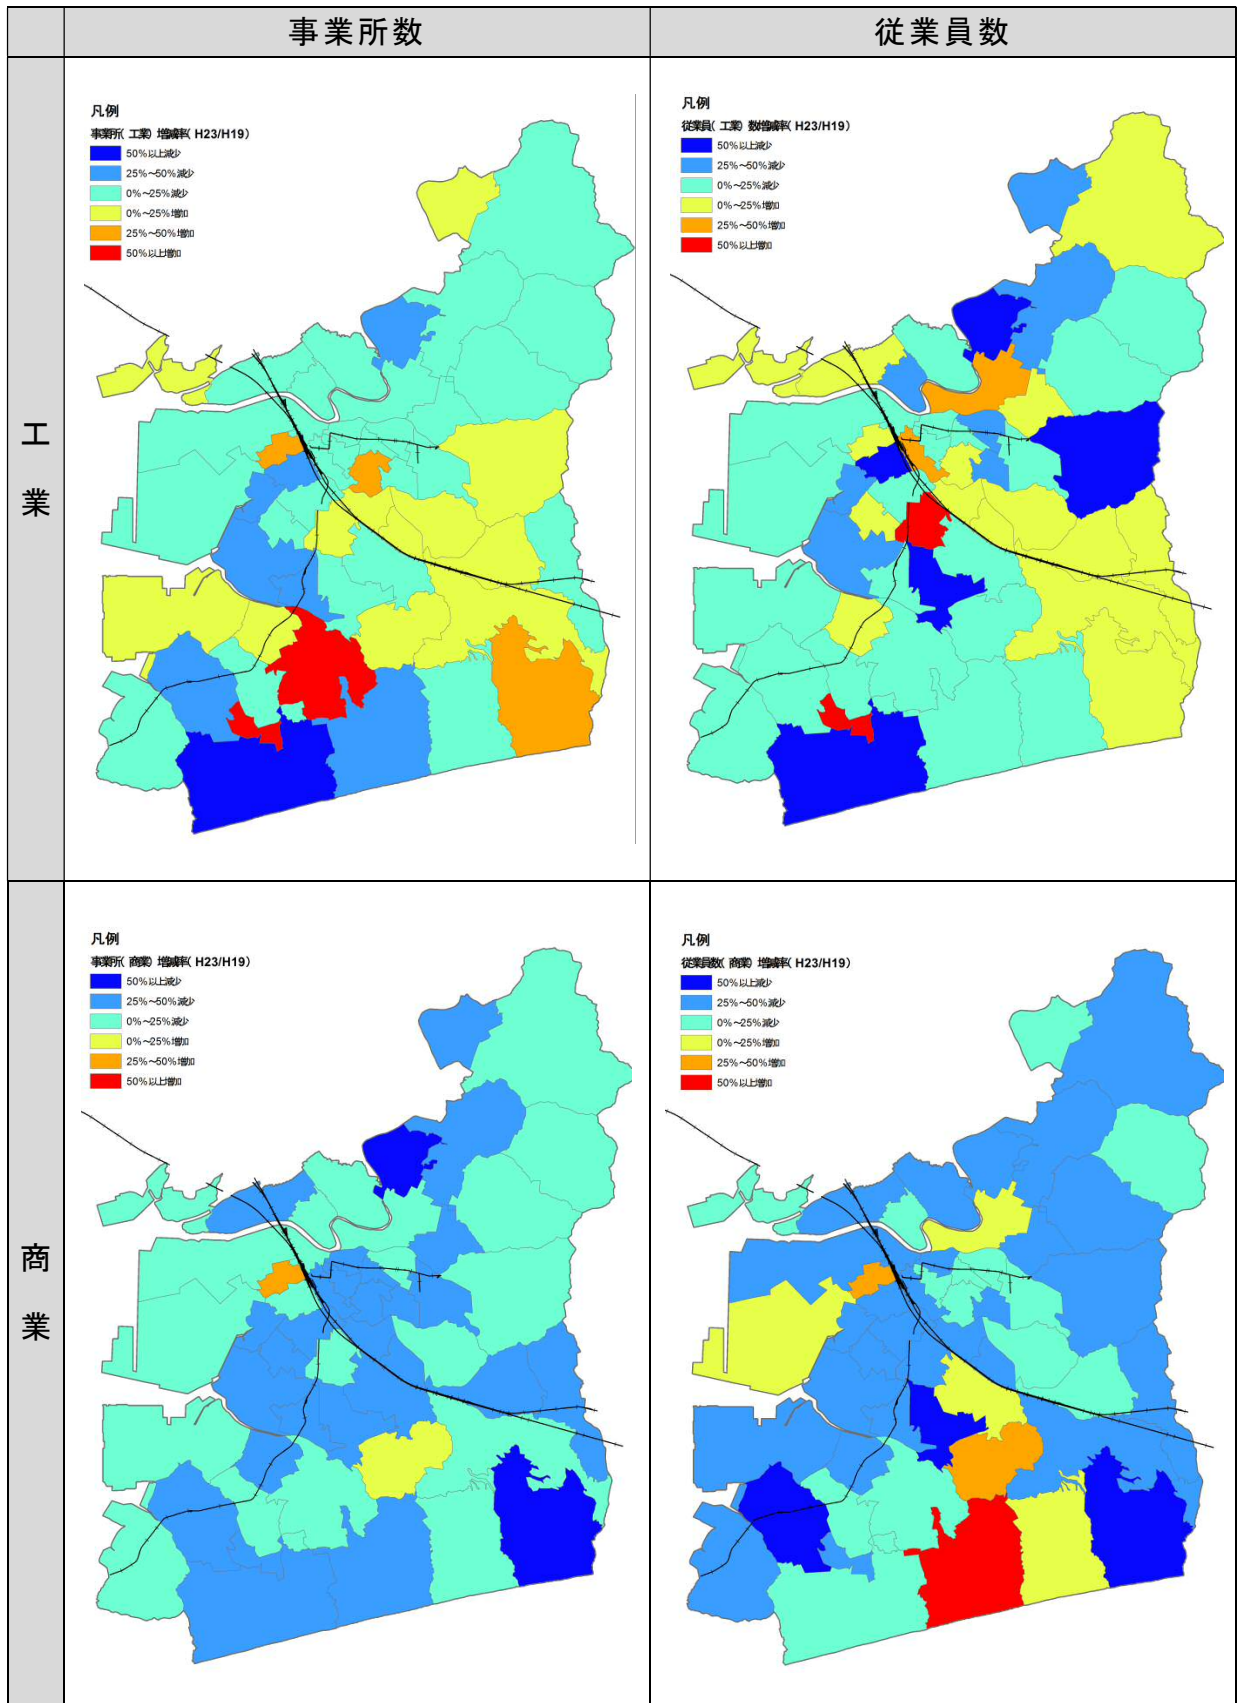 事業所数
従業員数
工業
凡例
事業所(工業)増減率(H23/H19)
50%以上減少
25%~50%減少
0%~25%減少
0%~25%増加
25%~50%増加
50%以上増加
凡例
従業員(工業)数増減率(H23/H19)
50%以上減少
25%~50%減少
0%~25%減少
0%~25%増加
25%~50%増加
50%以上増加
商業
凡例
事業所(商業)増減率(H23/H19)
50%以上減少
25%~50%減少
0%~25%減少
0%~25%増加
25%~50%増加
50%以上増加
凡例
従業員数(商業)増減率(H23/H19)
50%以上減少
25%~50%減少
0%~25%減少
0%~25%増加
25%~50%増加
50%以上増加